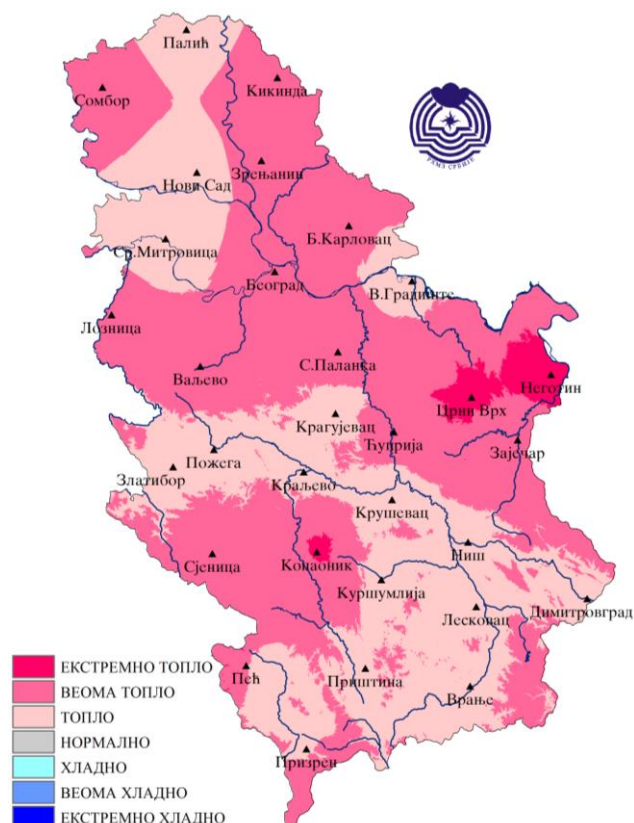 Палић
Кикинда
Сомбор
Зрењанин
Нови Сад
Б.Карловац
Ср.Митровица
Београд
В.Градиште
Лозница
С.Паланка
Ваљево
Неготин
Црни Врх
Крагујевац
Ћуприја
Зајечар
Пожега
Златибор
Краљево
Крушевац
Ниш
Копаоник
Сјеница
Куршумлија
Димитровград
Лесковац
Пећ
Приштина
Врање
Призрен
ЕКСТРЕМНО ТОПЛО
ВЕОМА ТОПЛО
ТОПЛО
НОРМАЛНО
ХЛАДНО
ВЕОМА ХЛАДНО
ЕКСТРЕМНО ХЛАДНО
РХМЗ СРБИЈЕ